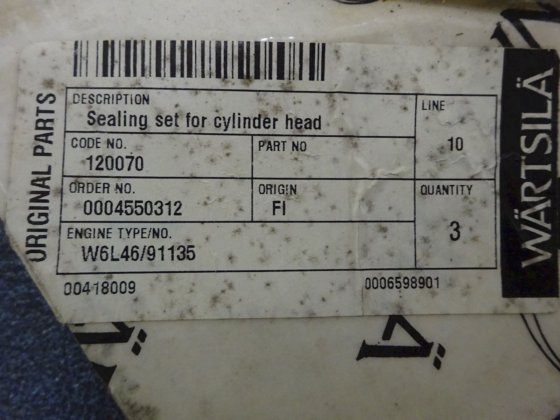 ORIGINAL PARTS
DESCRIPTION
Sealing set for cylinder head
LINE
10
CODE NO.
120070
PART NO
ORDER NO.
0004550312
ORIGIN
FI
QUANTITY
3
ENGINE TYPE/NO.
W6L46/91135
00418009
0006598901
WÄRTSILÄ